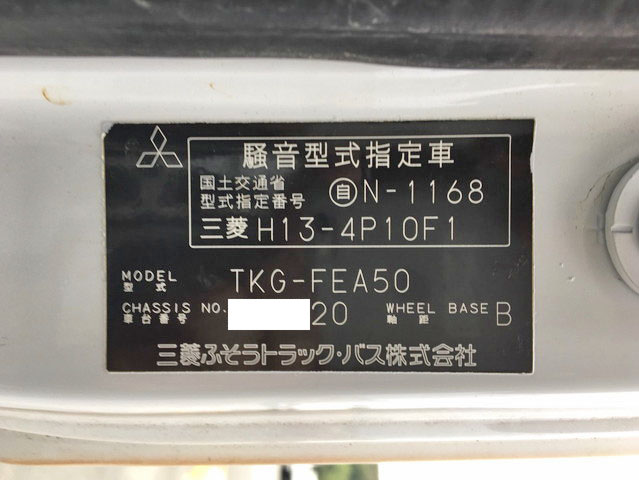 騒音型式指定車
国土交通省
型式指定番号 自N-1168
三菱 H13-4P10F1
MODEL
型式 TKG-FEA50
CHASSIS NO.
車台番号 20 WHEEL BASE
軸距 B
三菱ふそうトラック・バス株式会社